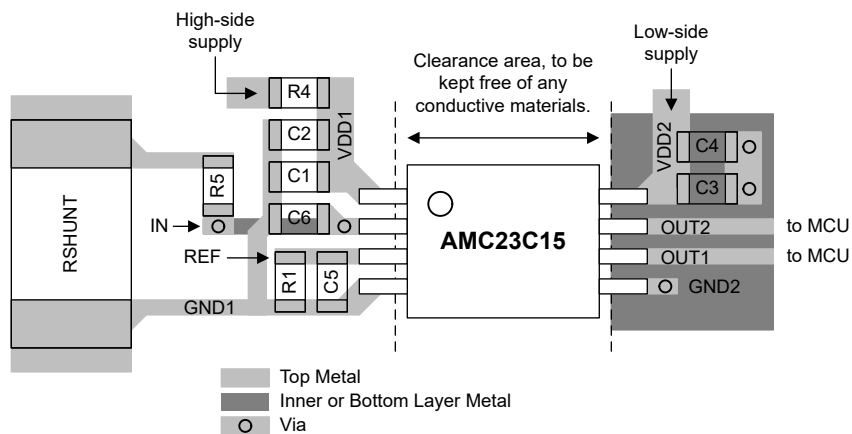 High-side
supply
Low-side
supply
Clearance area, to be
kept free of any
conductive materials.
R4
C2
C1
C6
VDD1
R5
IN
REF
RSHUNT
GND1
R1
C5
AMC23C15
VDD2
C4
C3
OUT2
to MCU
OUT1
to MCU
GND2
Top Metal
Inner or Bottom Layer Metal
Via